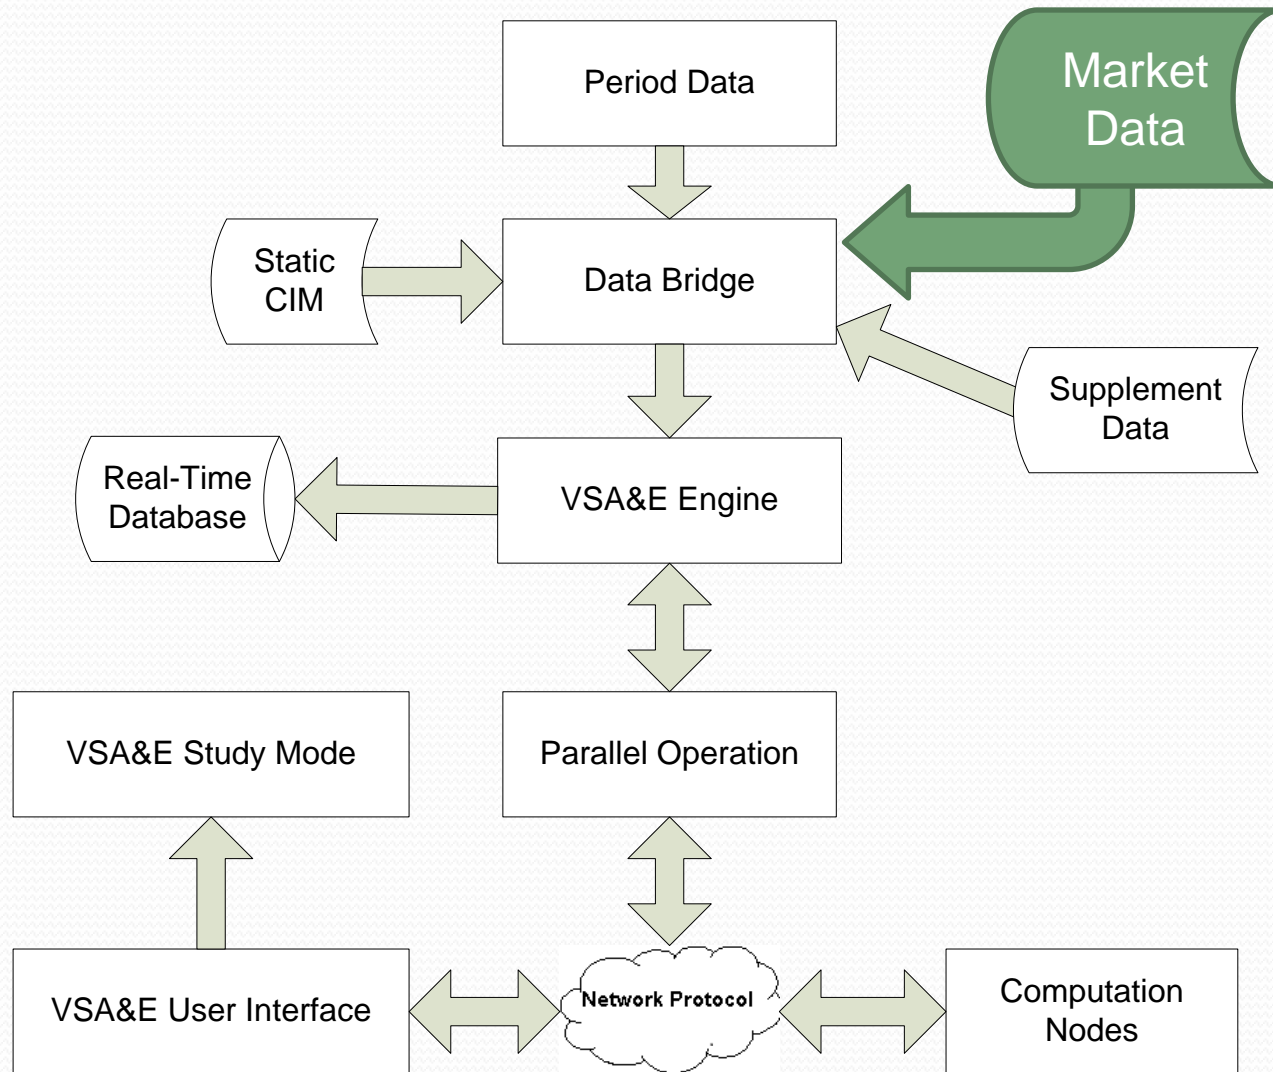 Period Data
Market
Data
Static
CIM
Data Bridge
Supplement
Data
Real-Time
Database
VSA&E Engine
VSA&E Study Mode
Parallel Operation
VSA&E User Interface
Network Protocol
Computation
Nodes